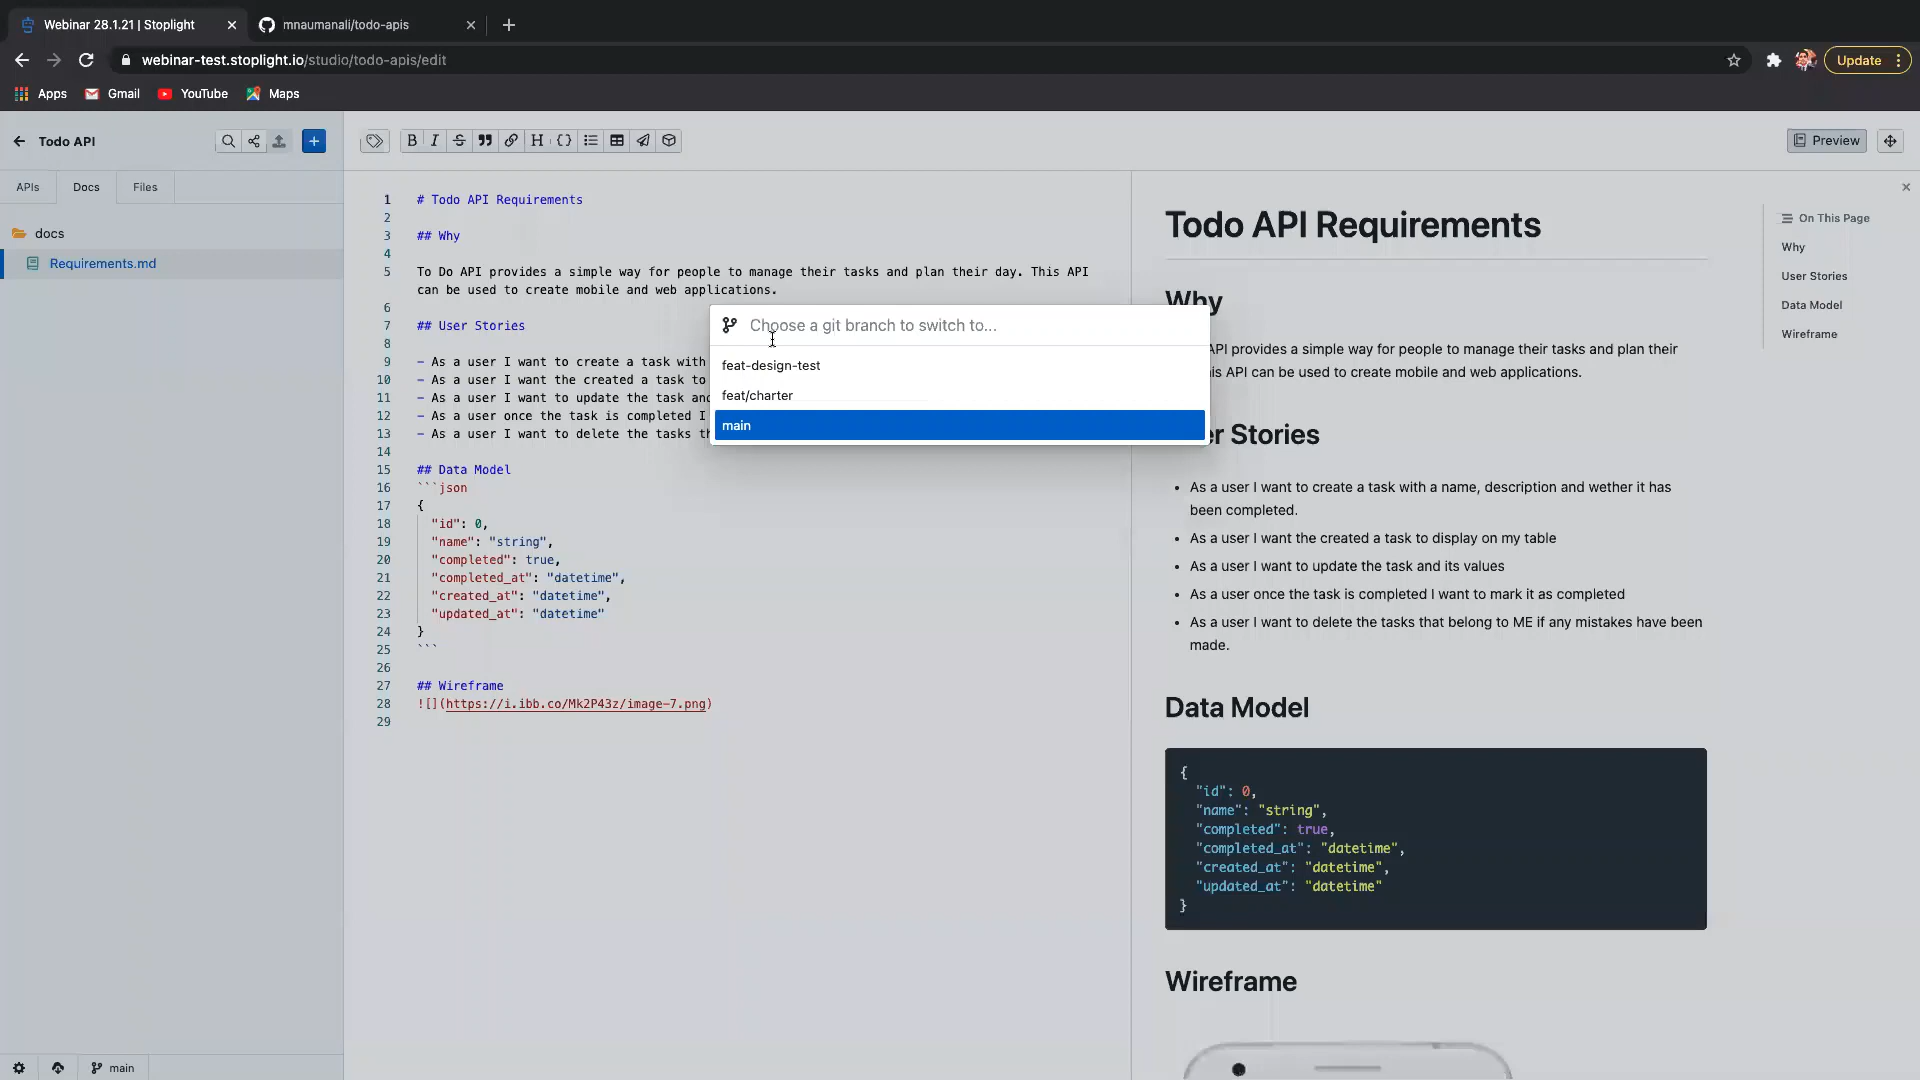 Webinar 28.1.21 | Stoplight
mnaumanali/todo-apis
webinar-test.stoplight.io/studio/todo-apis/edit
Update
Apps
Gmail
YouTube
Maps
Todo API
B I S H {}
Preview
APIs
Docs
Files
docs
Requirements.md
1 # Todo API Requirements
2
3 ## Why
4
5 To Do API provides a simple way for people to manage their tasks and plan their day. This API
can be used to create mobile and web applications.
6
7 ## User Stories
8
9 - As a user I want to create a task with
10 - As a user I want the created a task to
11 - As a user I want to update the task and
12 - As a user once the task is completed I
13 - As a user I want to delete the tasks th
14
15 ## Data Model
16 ```json
17 {
18 "id": 0,
19 "name": "string",
20 "completed": true,
21 "completed_at": "datetime",
22 "created_at": "datetime",
23 "updated_at": "datetime"
24 }
25 ```
26
27 ## Wireframe
28 ![](https://i.ibb.co/Mk2P43z/image-7.png)
29
Choose a git branch to switch to...
feat-design-test
feat/charter
main
Todo API Requirements
Why
API provides a simple way for people to manage their tasks and plan their
is API can be used to create mobile and web applications.
er Stories
As a user I want to create a task with a name, description and wether it has
been completed.
As a user I want the created a task to display on my table
As a user I want to update the task and its values
As a user once the task is completed I want to mark it as completed
As a user I want to delete the tasks that belong to ME if any mistakes have been
made.
Data Model
{
"id": 0,
"name": "string",
"completed": true,
"completed_at": "datetime",
"created_at": "datetime",
"updated_at": "datetime"
}
Wireframe
On This Page
Why
User Stories
Data Model
Wireframe
main